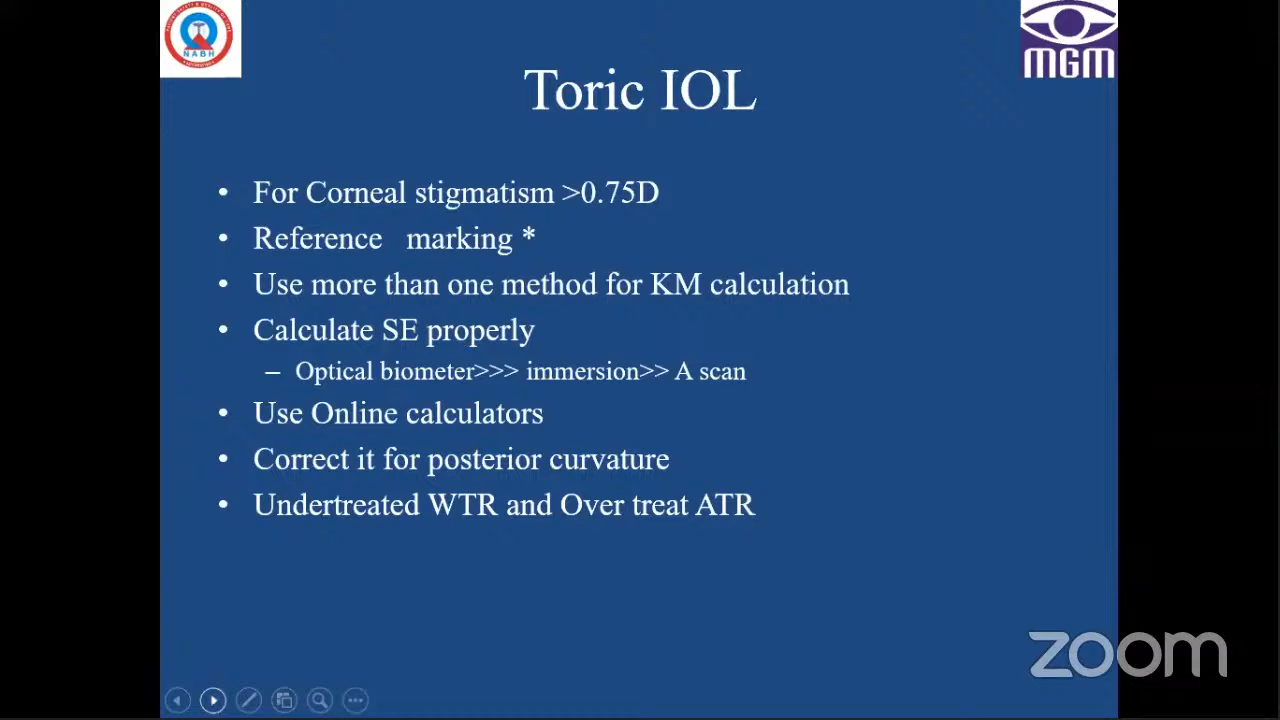 NABH
MGM
Toric IOL
• For Corneal stigmatism >0.75D
• Reference marking *
• Use more than one method for KM calculation
• Calculate SE properly
– Optical biometer>>> immersion>> A scan
• Use Online calculators
• Correct it for posterior curvature
• Undertreated WTR and Over treat ATR
zoom